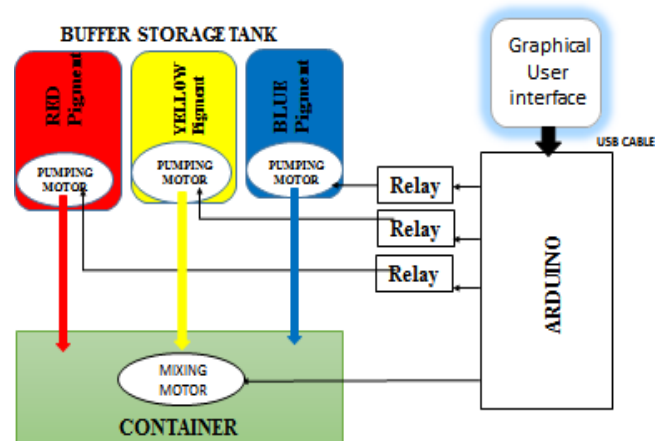 BUFFER STORAGE TANK
RED
Pigment
PUMPING
MOTOR
YELLOW
Pigment
PUMPING
MOTOR
BLUE
Pigment
PUMPING
MOTOR
Graphical
User
interface
USB CABLE
Relay
Relay
Relay
ARDUINO
MIXING
MOTOR
CONTAINER